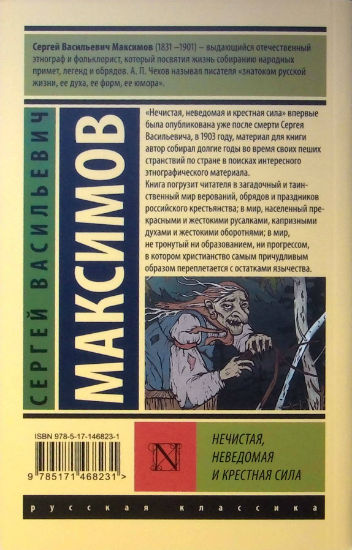 Сергей Васильевич Максимов (1831 –1901) – выдающийся отечественный
этнограф и фольклорист, который посвятил жизнь собиранию народных
примет, легенд и обрядов. А. П. Чехов называл писателя «знатоком русской
жизни, ее духа, ее форм, ее юмора».
СЕРГЕЙ ВАСИЛЬЕВИЧ
МАКСИМОВ
«Нечистая, неведомая и крестная сила» впервые
была опубликована уже после смерти Сергея
Васильевича, в 1903 году, материал для книги
автор собирал долгие годы во время своих пеших
странствий по стране в поисках интересного
этнографического материала.
Книга погрузит читателя в загадочный и таин-
ственный мир верований, обрядов и праздников
российского крестьянства; в мир, населенный пре-
красными и жестокими русалками, капризными
духами и жестокими оборотнями; в мир,
не тронутый ни образованием, ни прогрессом,
в котором христианство самым причудливым
образом переплетается с остатками язычества.
ISBN 978-5-17-146823-1
9 785171 468231 >
N
НЕЧИСТАЯ,
НЕВЕДОМАЯ
И КРЕСТНАЯ СИЛА
русская классика